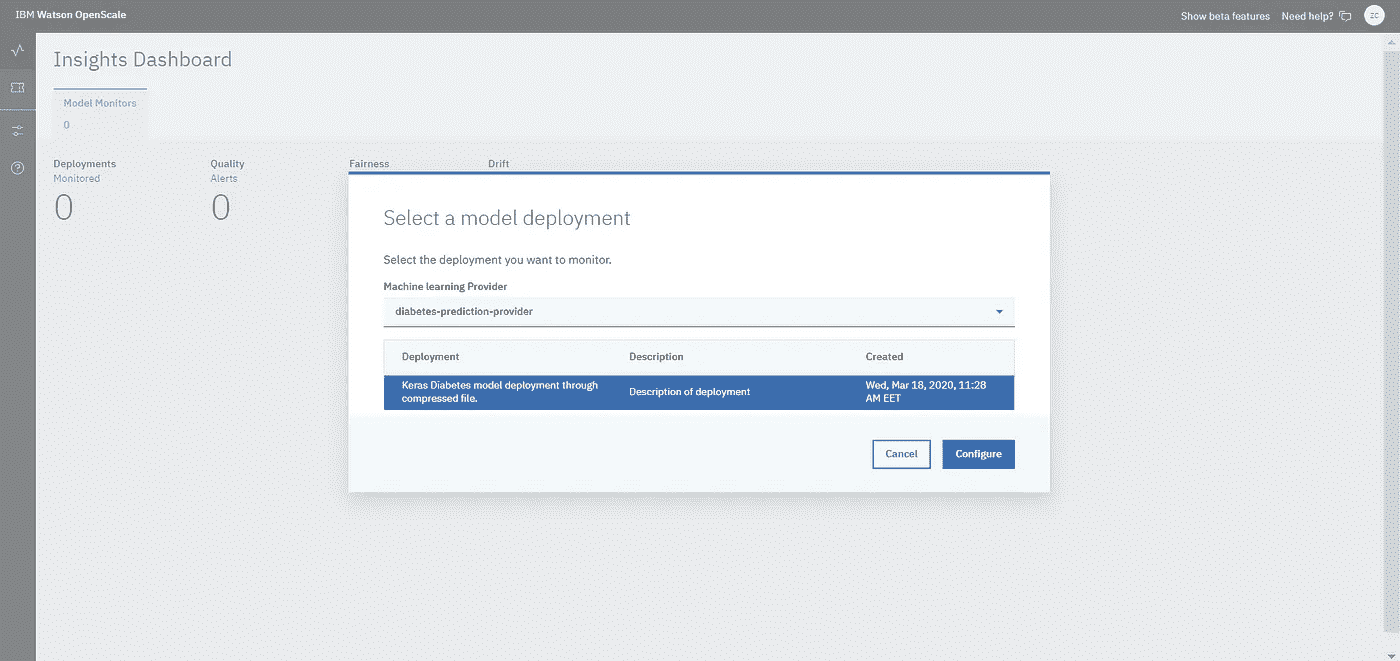 IBM Watson OpenScale
Show beta features
Need help?
ZC
Insights Dashboard
Model Monitors
0
Deployments
Monitored
0
Quality
Alerts
0
Fairness
Drift
Select a model deployment
Select the deployment you want to monitor.
Machine learning Provider
diabetes-prediction-provider
Deployment
Description
Created
Keras Diabetes model deployment through
compressed file.
Description of deployment
Wed, Mar 18, 2020, 11:28
AM EET
Cancel
Configure